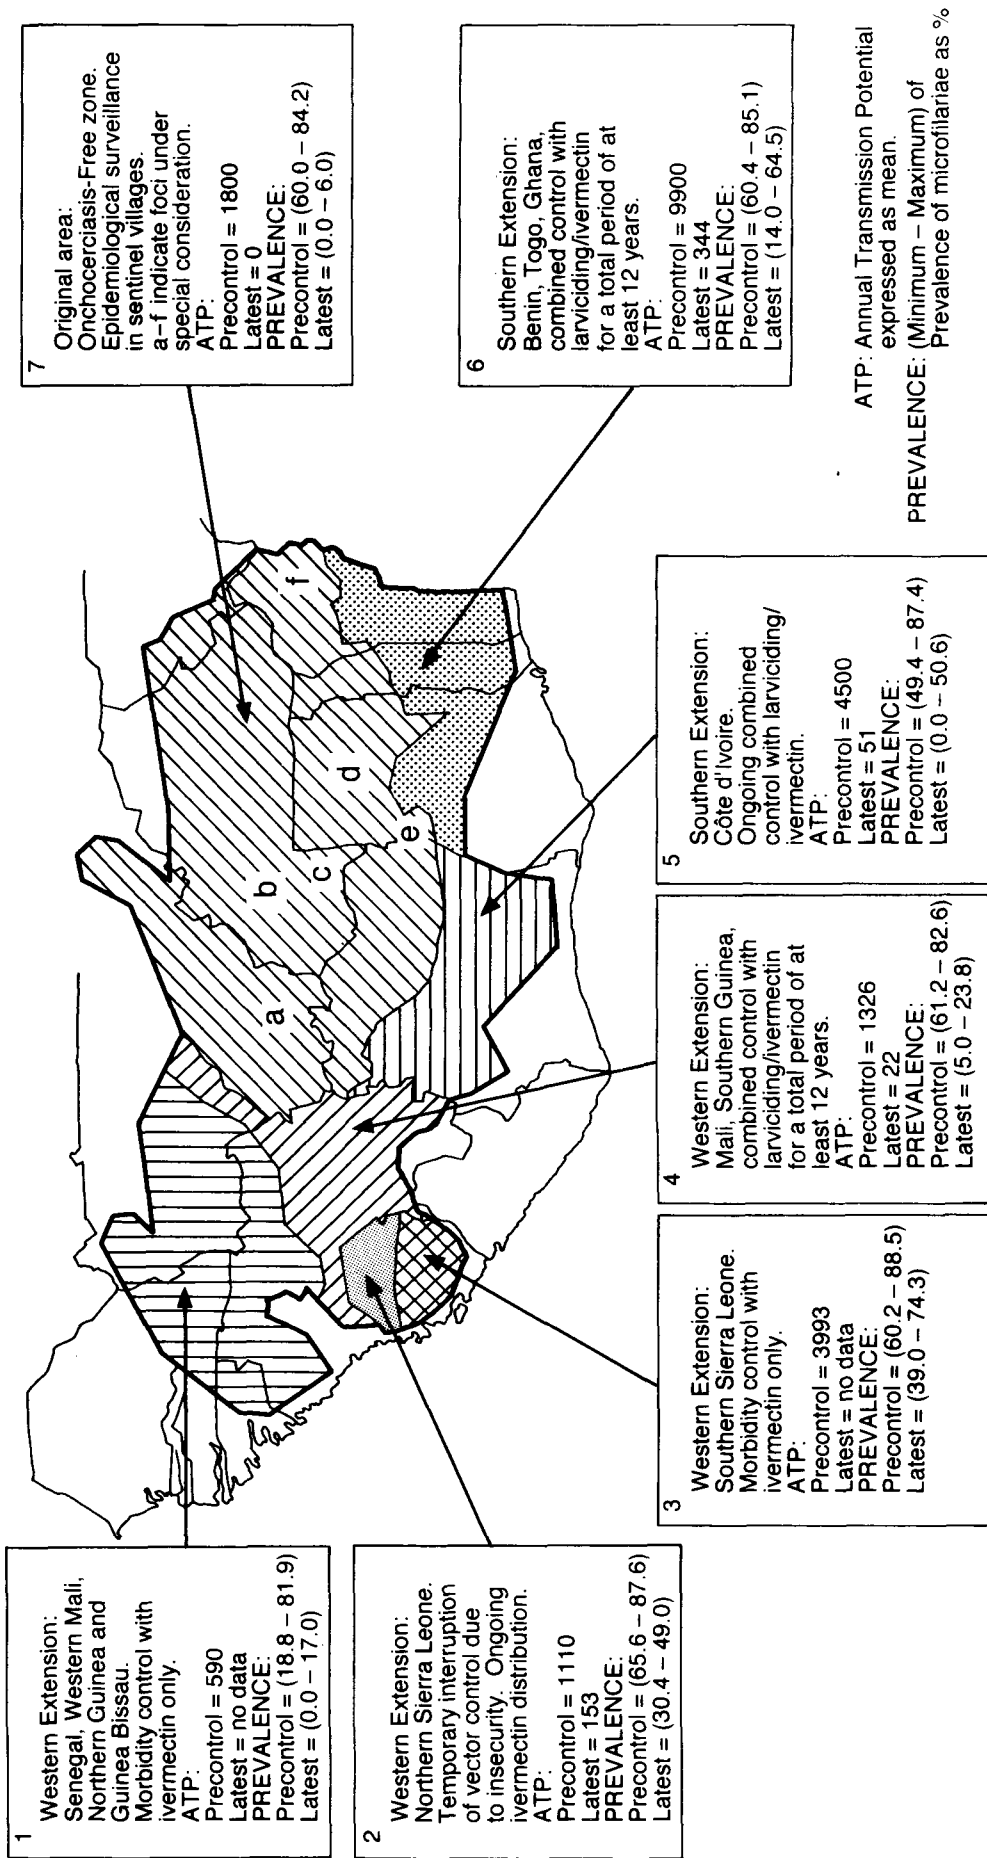 1
Western Extension:
Senegal, Western Mali,
Northern Guinea and
Guinea Bissau.
Morbidity control with
ivermectin only.
ATP:
Precontrol = 590
Latest = no data
PREVALENCE:
Precontrol = (18.8 – 81.9)
Latest = (0.0 – 17.0)
2
Western Extension:
Northern Sierra Leone.
Temporary interruption
of vector control due
to insecurity. Ongoing
ivermectin distribution.
ATP:
Precontrol = 1110
Latest = 153
PREVALENCE:
Precontrol = (65.6 – 87.6)
Latest = (30.4 – 49.0)
3
Western Extension:
Southern Sierra Leone.
Morbidity control with
ivermectin only.
ATP:
Precontrol = 3993
Latest = no data
PREVALENCE:
Precontrol = (60.2 – 88.5)
Latest = (39.0 – 74.3)
4
Western Extension:
Mali, Southern Guinea,
combined control with
larviciding/ivermectin
for a total period of at
least 12 years.
ATP:
Precontrol = 1326
Latest = 22
PREVALENCE:
Precontrol = (61.2 – 82.6)
Latest = (5.0 – 23.8)
5
Southern Extension:
Côte d'Ivoire.
Ongoing combined
control with larviciding/
ivermectin.
ATP:
Precontrol = 4500
Latest = 51
PREVALENCE:
Precontrol = (49.4 – 87.4)
Latest = (0.0 – 50.6)
6
Southern Extension:
Benin, Togo, Ghana,
combined control with
larviciding/ivermectin
for a total period of at
least 12 years.
ATP:
Precontrol = 9900
Latest = 344
PREVALENCE:
Precontrol = (60.4 – 85.1)
Latest = (14.0 – 64.5)
7
Original area:
Onchocerciasis-Free zone.
Epidemiological surveillance
in sentinel villages.
a–f indicate foci under
special consideration.
ATP:
Precontrol = 1800
Latest = 0
PREVALENCE:
Precontrol = (60.0 – 84.2)
Latest = (0.0 – 6.0)
a
b
c
d
e
f
ATP: Annual Transmission Potential
expressed as mean.
PREVALENCE: (Minimum – Maximum) of
Prevalence of microfilariae as %